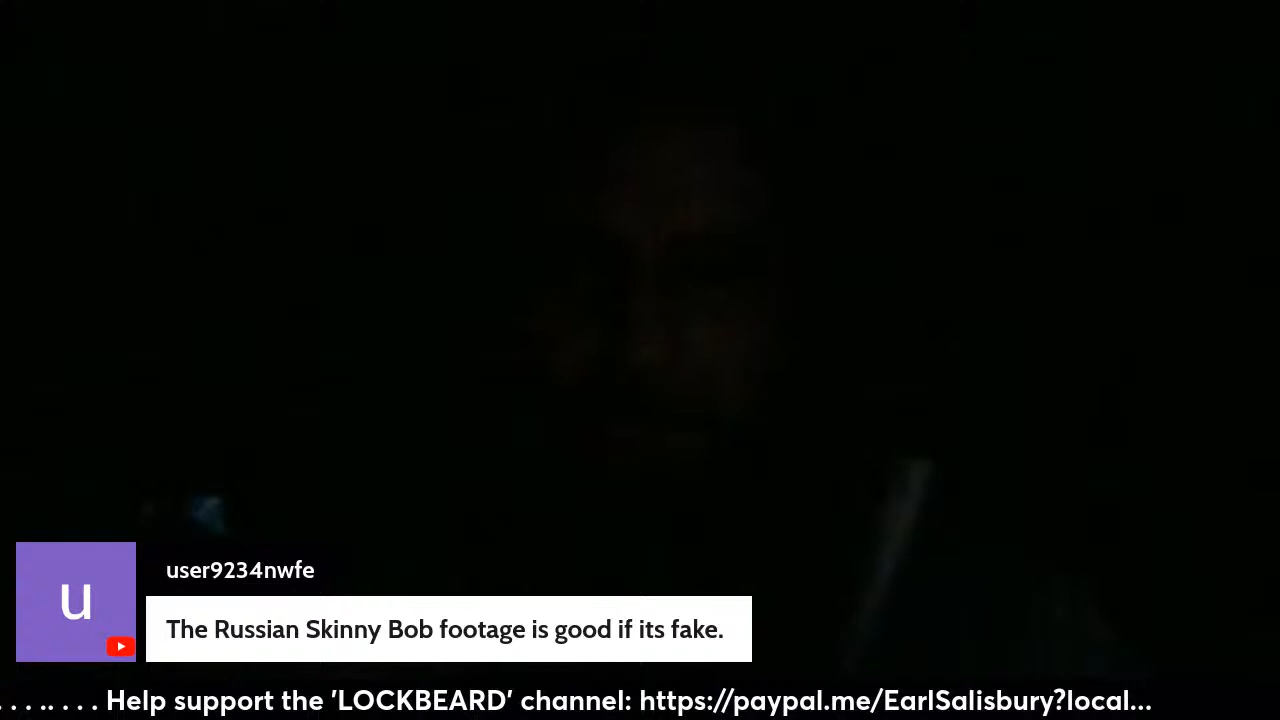 u
user9234nwfe
The Russian Skinny Bob footage is good if its fake.
. . . .. . . . Help support the 'LOCKBEARD' channel: https://paypal.me/EarlSalisbury?local...